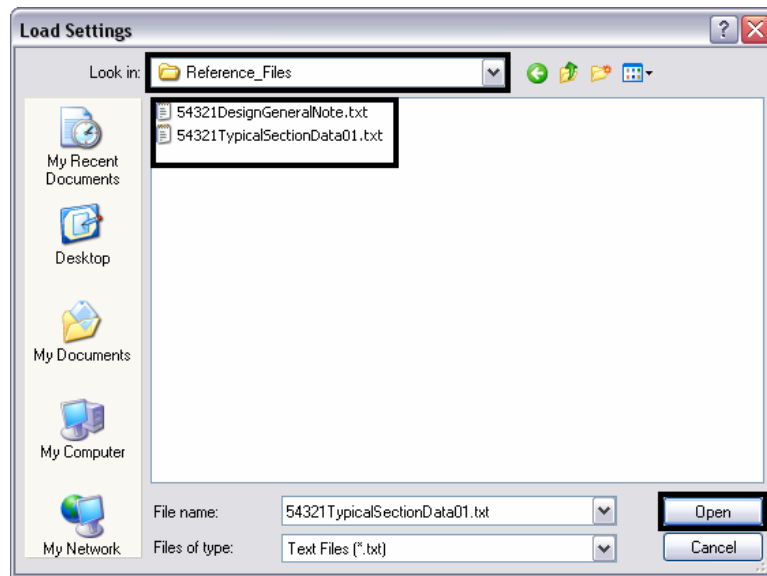 Load Settings
Look in: Reference_Files
54321DesignGeneralNote.txt
54321TypicalSectionData01.txt
My Recent
Documents
Desktop
My Documents
My Computer
My Network
File name: 54321TypicalSectionData01.txt Open
Files of type: Text Files (*.txt) Cancel